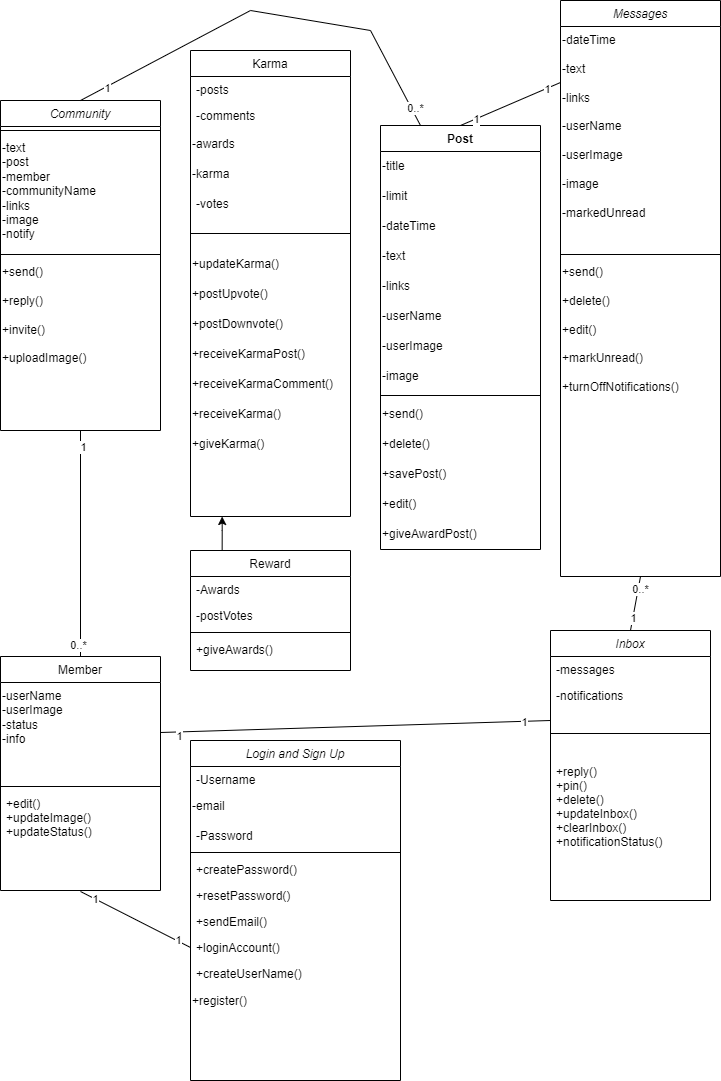 Messages
-dateTime
-text
-links
-userName
-userImage
-image
-markedUnread
+send()
+delete()
+edit()
+markUnread()
+turnOffNotifications()
Karma
-posts
-comments
-awards
-karma
-votes
+updateKarma()
+postUpvote()
+postDownvote()
+receiveKarmaPost()
+receiveKarmaComment()
+receiveKarma()
+giveKarma()
1
0..*
1
1
Community
-text
-post
-member
-communityName
-links
-image
-notify
+send()
+reply()
+invite()
+uploadImage()
Post
-title
-limit
-dateTime
-text
-links
-userName
-userImage
-image
+send()
+delete()
+savePost()
+edit()
+giveAwardPost()
1
0..*
Reward
-Awards
-postVotes
+giveAwards()
0..*
1
Member
-userName
-userImage
-status
-info
+edit()
+updateImage()
+updateStatus()
Inbox
-messages
-notifications
+reply()
+pin()
+delete()
+updateInbox()
+clearInbox()
+notificationStatus()
1
1
Login and Sign Up
-Username
-email
-Password
+createPassword()
+resetPassword()
+sendEmail()
+loginAccount()
+createUserName()
+register()
1
1